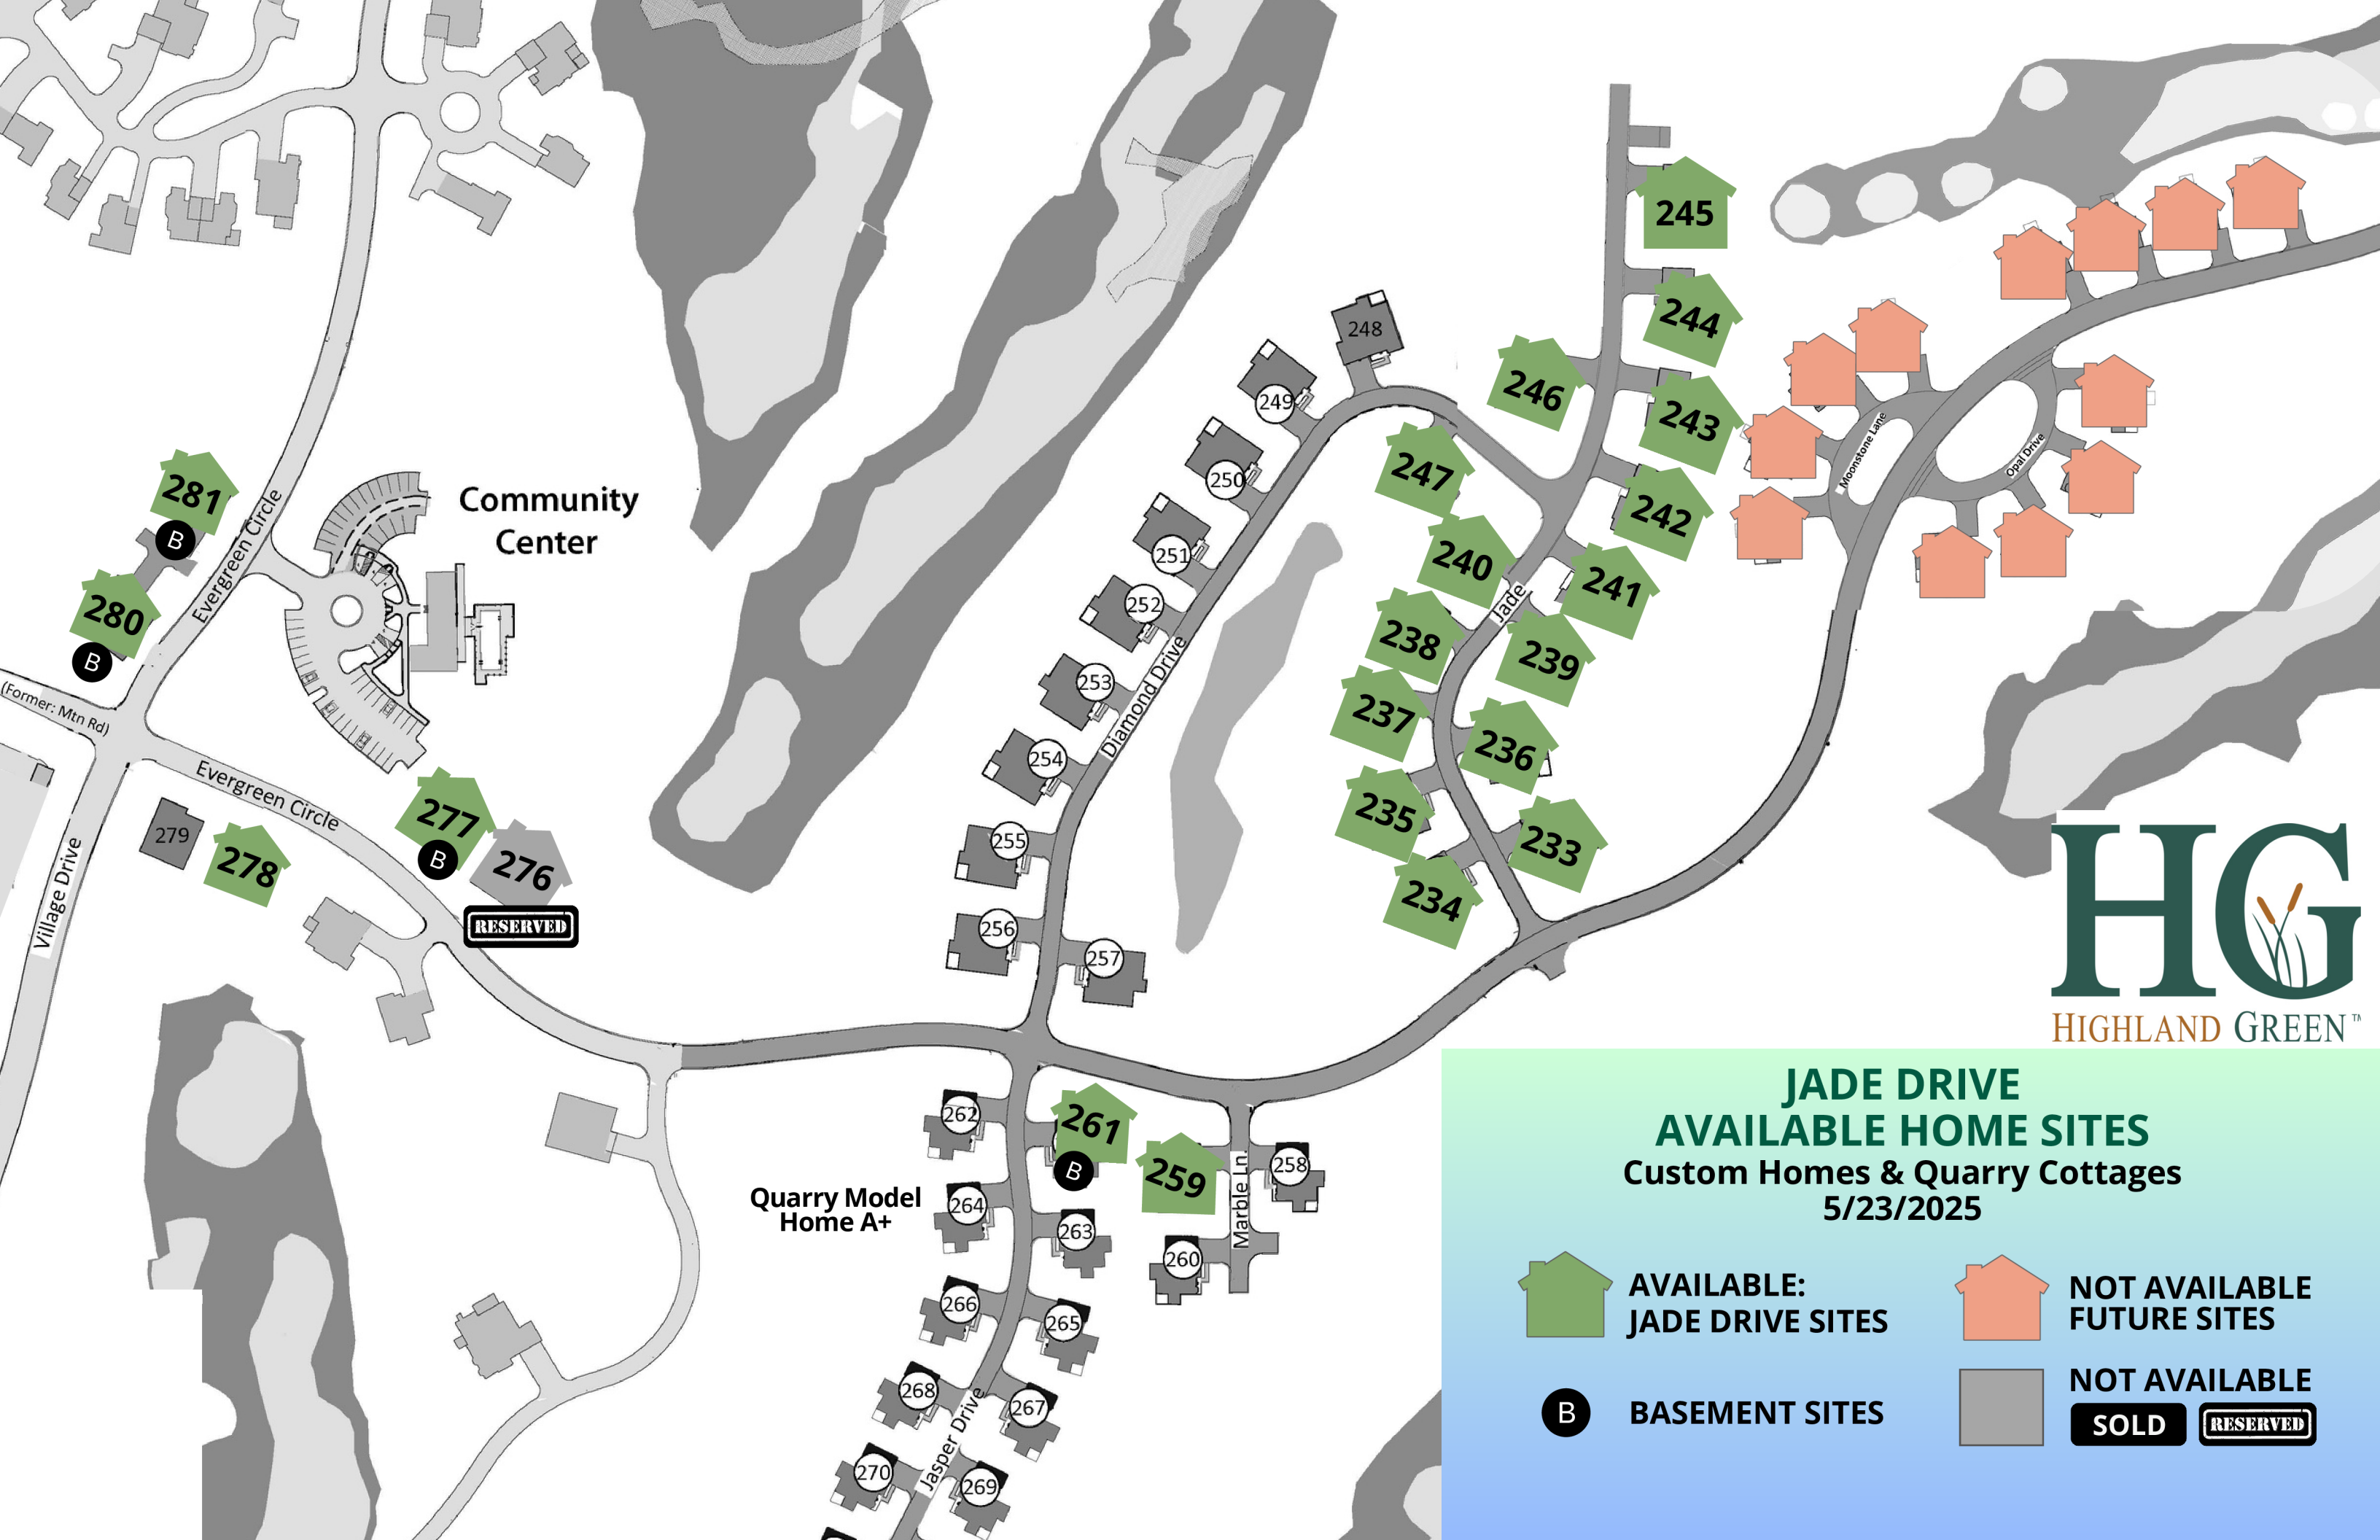 245
244
248
246
249
243
247
250
Moonstone Lane
Opal Drive
281
Community
Center
242
B
251
Evergreen Circle
240
241
Jade
280
252
238
239
B
253
Diamond Drive
(Former: Mtn Rd)
237
236
254
Evergreen Circle
277
235
279
255
233
278
B
276
234
Village Drive
RESERVED
256
257
HG
HIGHLAND GREEN™
JADE DRIVE
AVAILABLE HOME SITES
Custom Homes & Quarry Cottages
5/23/2025
262
261
B
259
258
Marble Ln
Quarry Model
Home A+
264
263
260
266
265
268
267
Jasper Drive
270
269
AVAILABLE:
JADE DRIVE SITES
NOT AVAILABLE
FUTURE SITES
B
BASEMENT SITES
NOT AVAILABLE
SOLD
RESERVED